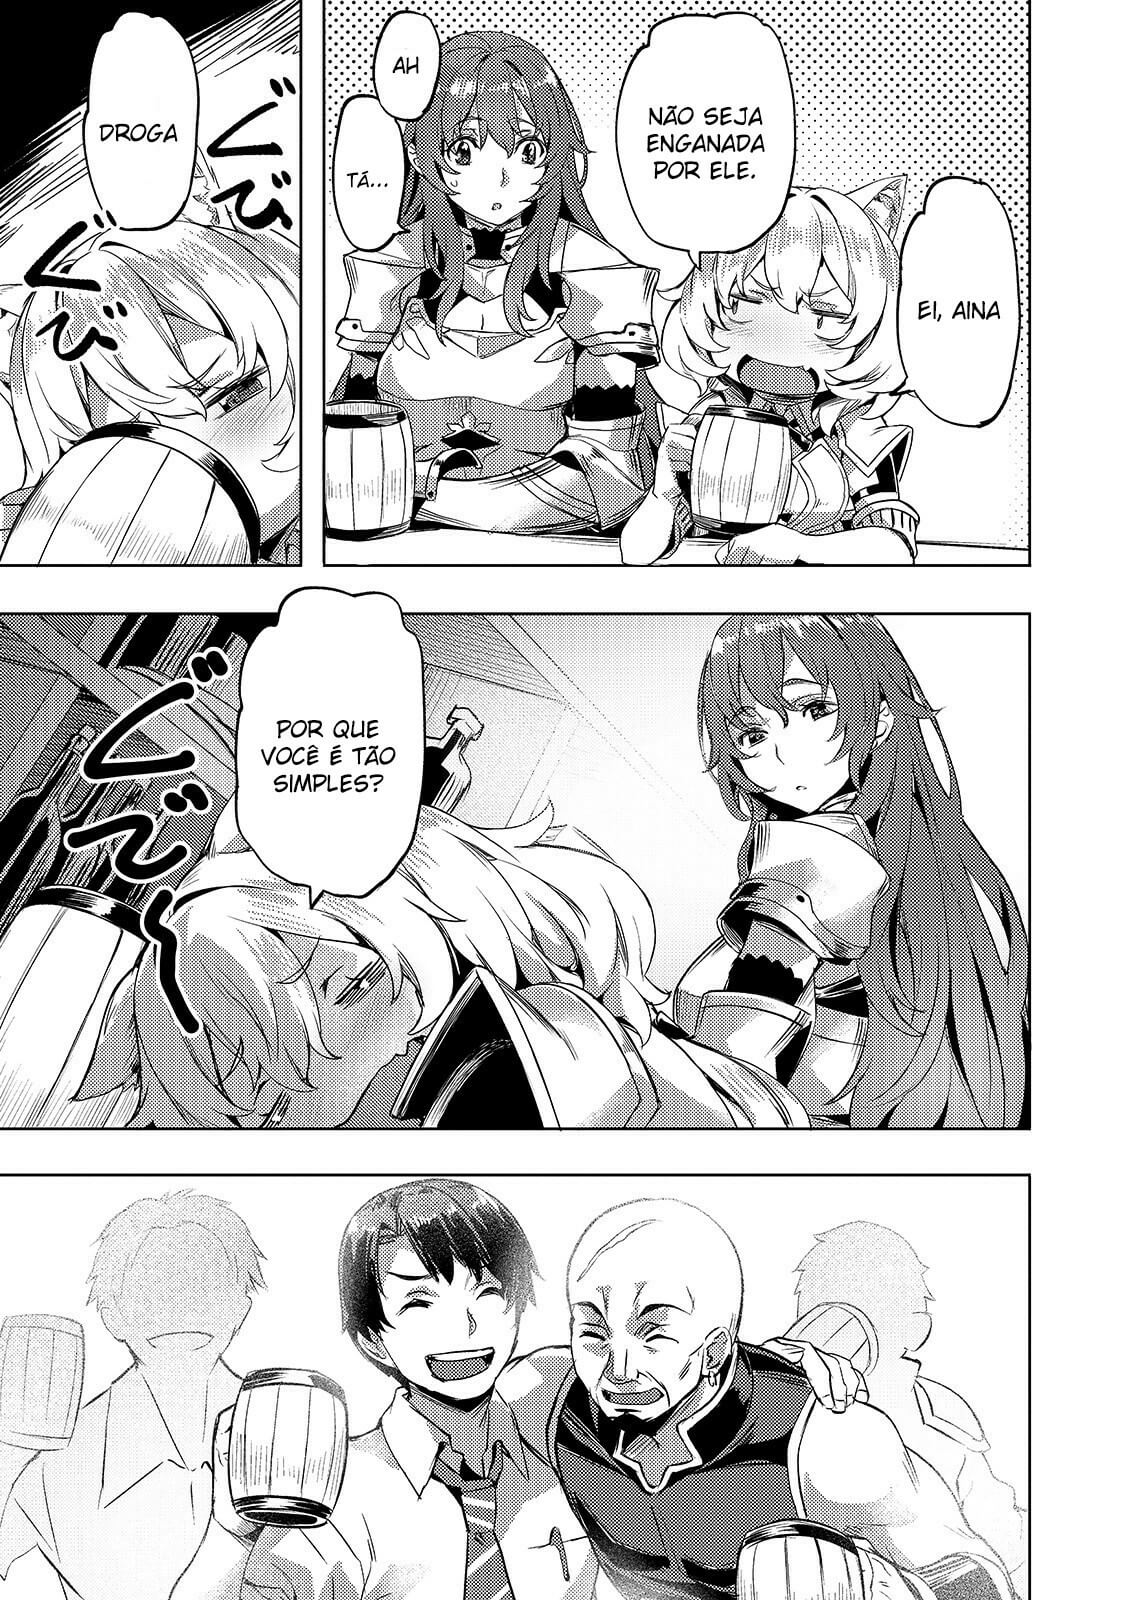 EI, AINA
NÃO SEJA
ENGANADA
POR ELE.
AH
TÁ...
DROGA
ぐび
ぐび
POR QUE
VOCÊ É TÃO
SIMPLES?
ぐで〜